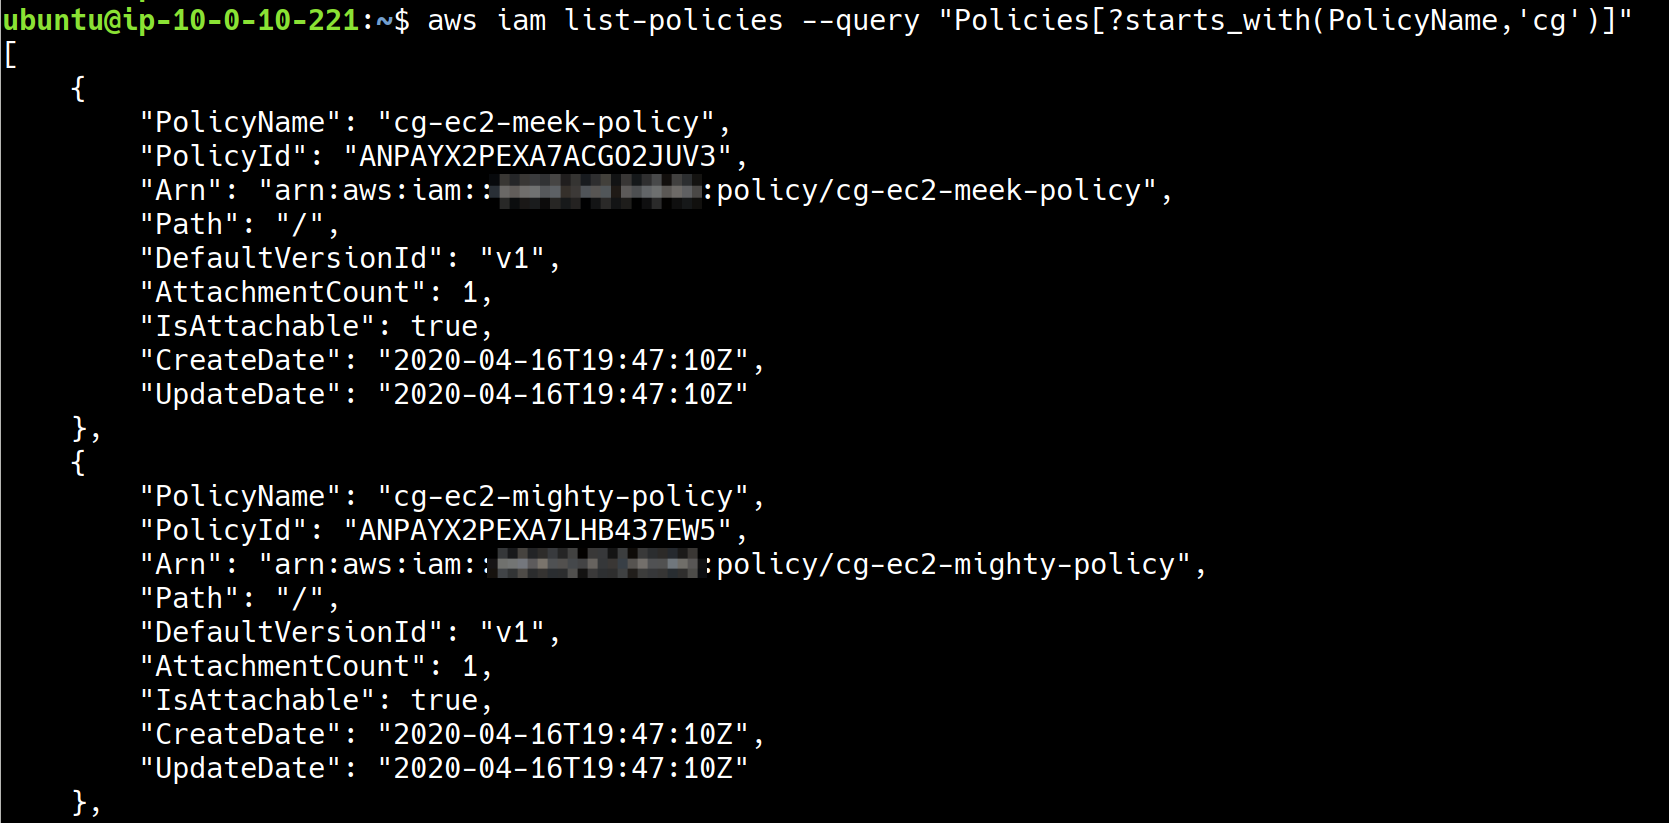 ubuntu@ip-10-0-10-221:~$ aws iam list-policies --query "Policies[?starts_with(PolicyName,'cg')]"
[
    {
        "PolicyName": "cg-ec2-meek-policy",
        "PolicyId": "ANPAYX2PEXA7ACGO2JUV3",
        "Arn": "arn:aws:iam:::policy/cg-ec2-meek-policy",
        "Path": "/",
        "DefaultVersionId": "v1",
        "AttachmentCount": 1,
        "IsAttachable": true,
        "CreateDate": "2020-04-16T19:47:10Z",
        "UpdateDate": "2020-04-16T19:47:10Z"
    },
    {
        "PolicyName": "cg-ec2-mighty-policy",
        "PolicyId": "ANPAYX2PEXA7LHB437EW5",
        "Arn": "arn:aws:iam:::policy/cg-ec2-mighty-policy",
        "Path": "/",
        "DefaultVersionId": "v1",
        "AttachmentCount": 1,
        "IsAttachable": true,
        "CreateDate": "2020-04-16T19:47:10Z",
        "UpdateDate": "2020-04-16T19:47:10Z"
    },